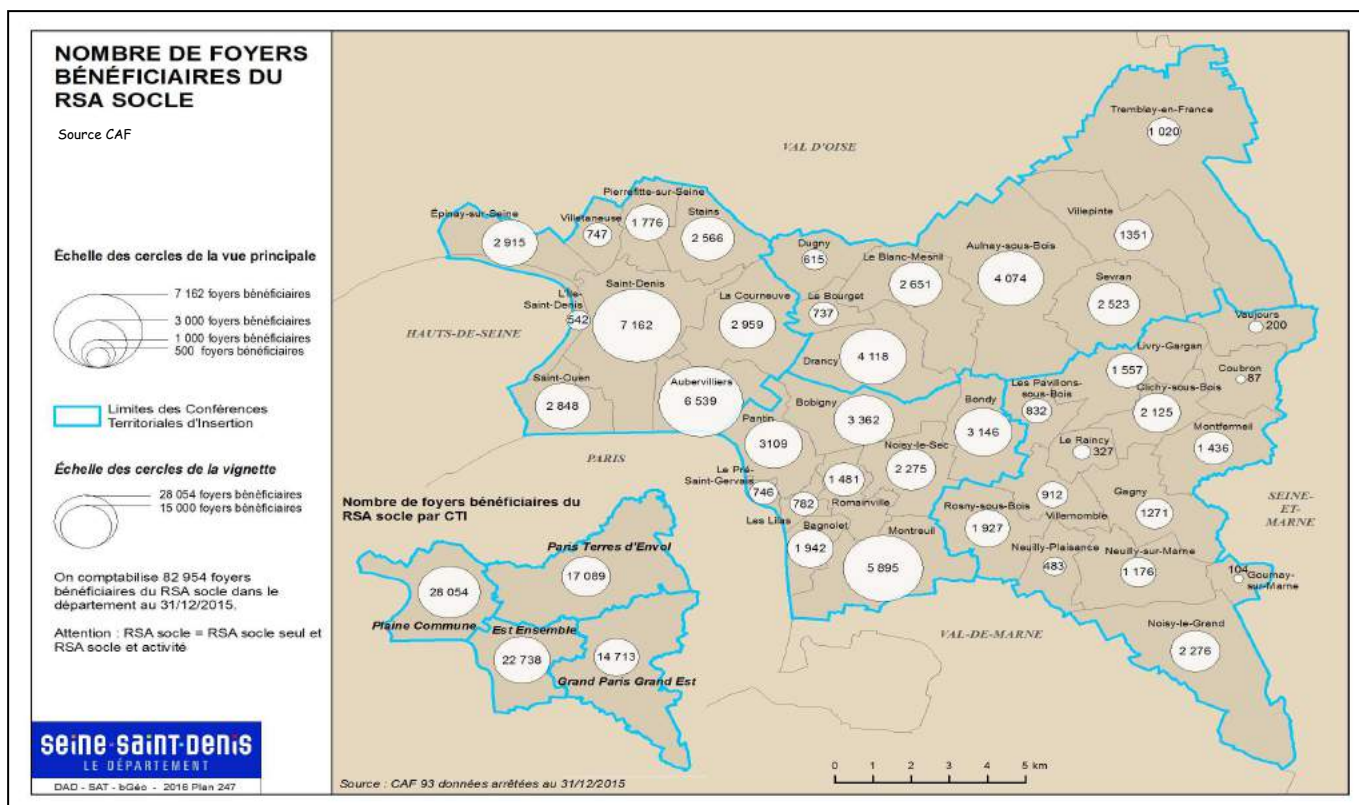 NOMBRE DE FOYERS
BÉNÉFICIAIRES DU
RSA SOCLE
Source CAF
Échelle des cercles de la vue principale
7 162 foyers bénéficiaires
3 000 foyers bénéficiaires
1 000 foyers bénéficiaires
500 foyers bénéficiaires
Limites des Conférences
Territoriales d'Insertion
Échelle des cercles de la vignette
28 054 foyers bénéficiaires
15 000 foyers bénéficiaires
On comptabilise 82 954 foyers
bénéficiaires du RSA socle dans le
département au 31/12/2015.
Attention : RSA socle = RSA socle seul et
RSA socle et activité
seine-saint-denis
LE DÉPARTEMENT
DAD - SAT - bGéo - 2016 Plan 247
VAL D'OISE
HAUTS-DE-SEINE
PARIS
VAL-DE-MARNE
SEINE-
ET-
MARNE
Tremblay-en-France
1 020
Villepinte
1351
Pierrefitte-sur-Seine
1 776
Épinay-sur-Seine
2 915
Villetaneuse
747
Stains
2 566
Dugny
615
Le Blanc-Mesnil
2 651
Aulnay-sous-Bois
4 074
Sevran
2 523
L'Île-
Saint-Denis
542
Saint-Denis
7 162
La Courneuve
2 959
Le Bourget
737
Drancy
4 118
Vaujours
200
Livry-Gargan
1 557
Coubron
87
Clichy-sous-Bois
2 125
Saint-Ouen
2 848
Aubervilliers
6 539
Bobigny
3 362
Bondy
3 146
Les Pavillons-
sous-Bois
832
Montfermeil
1 436
Pantin
3109
Noisy-le-Sec
2 275
Le Raincy
327
Le Pré-
Saint-Gervais
746
1 481
Romainville
782
Les Lilas
Bagnolet
1 942
Montreuil
5 895
Rosny-sous-Bois
1 927
912
Villemomble
Gagny
1271
Neuilly-Plaisance
483
Neuilly-sur-Marne
1 176
104
Gournay-
sur-Marne
Noisy-le-Grand
2 276
Nombre de foyers bénéficiaires du
RSA socle par CTI
Paris Terres d'Envol
17 089
28 054
Plaine Commune
Est Ensemble
22 738
14 713
Grand Paris Grand Est
Source : CAF 93 données arrêtées au 31/12/2015
0 1 2 3 4 5 km